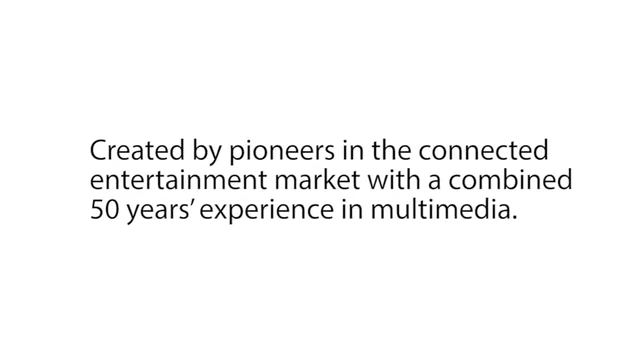 Created by pioneers in the connected
entertainment market with a combined
50 years’ experience in multimedia.